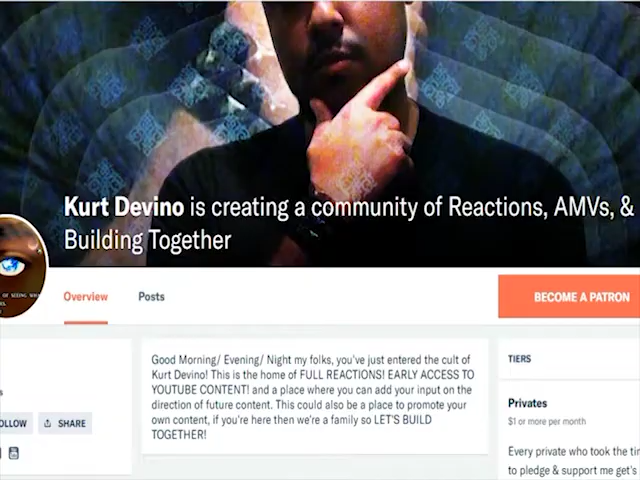 Kurt Devino is creating a community of Reactions, AMVs, &
Building Together
OF SEEING
Overview
Posts
BECOME A PATRON
Good Morning/ Evening/ Night my folks, you've just entered the cult of
Kurt Devino! This is the home of FULL REACTIONS! EARLY ACCESS TO
YOUTUBE CONTENT! and a place where you can add your input on the
direction of future content. This could also be a place to promote your
own content, if you're here then we're a family so LET'S BUILD
TOGETHER!
OLLOW
SHARE
TIERS
Privates
$1 or more per month
Every private who took the tim
to pledge & support me get's